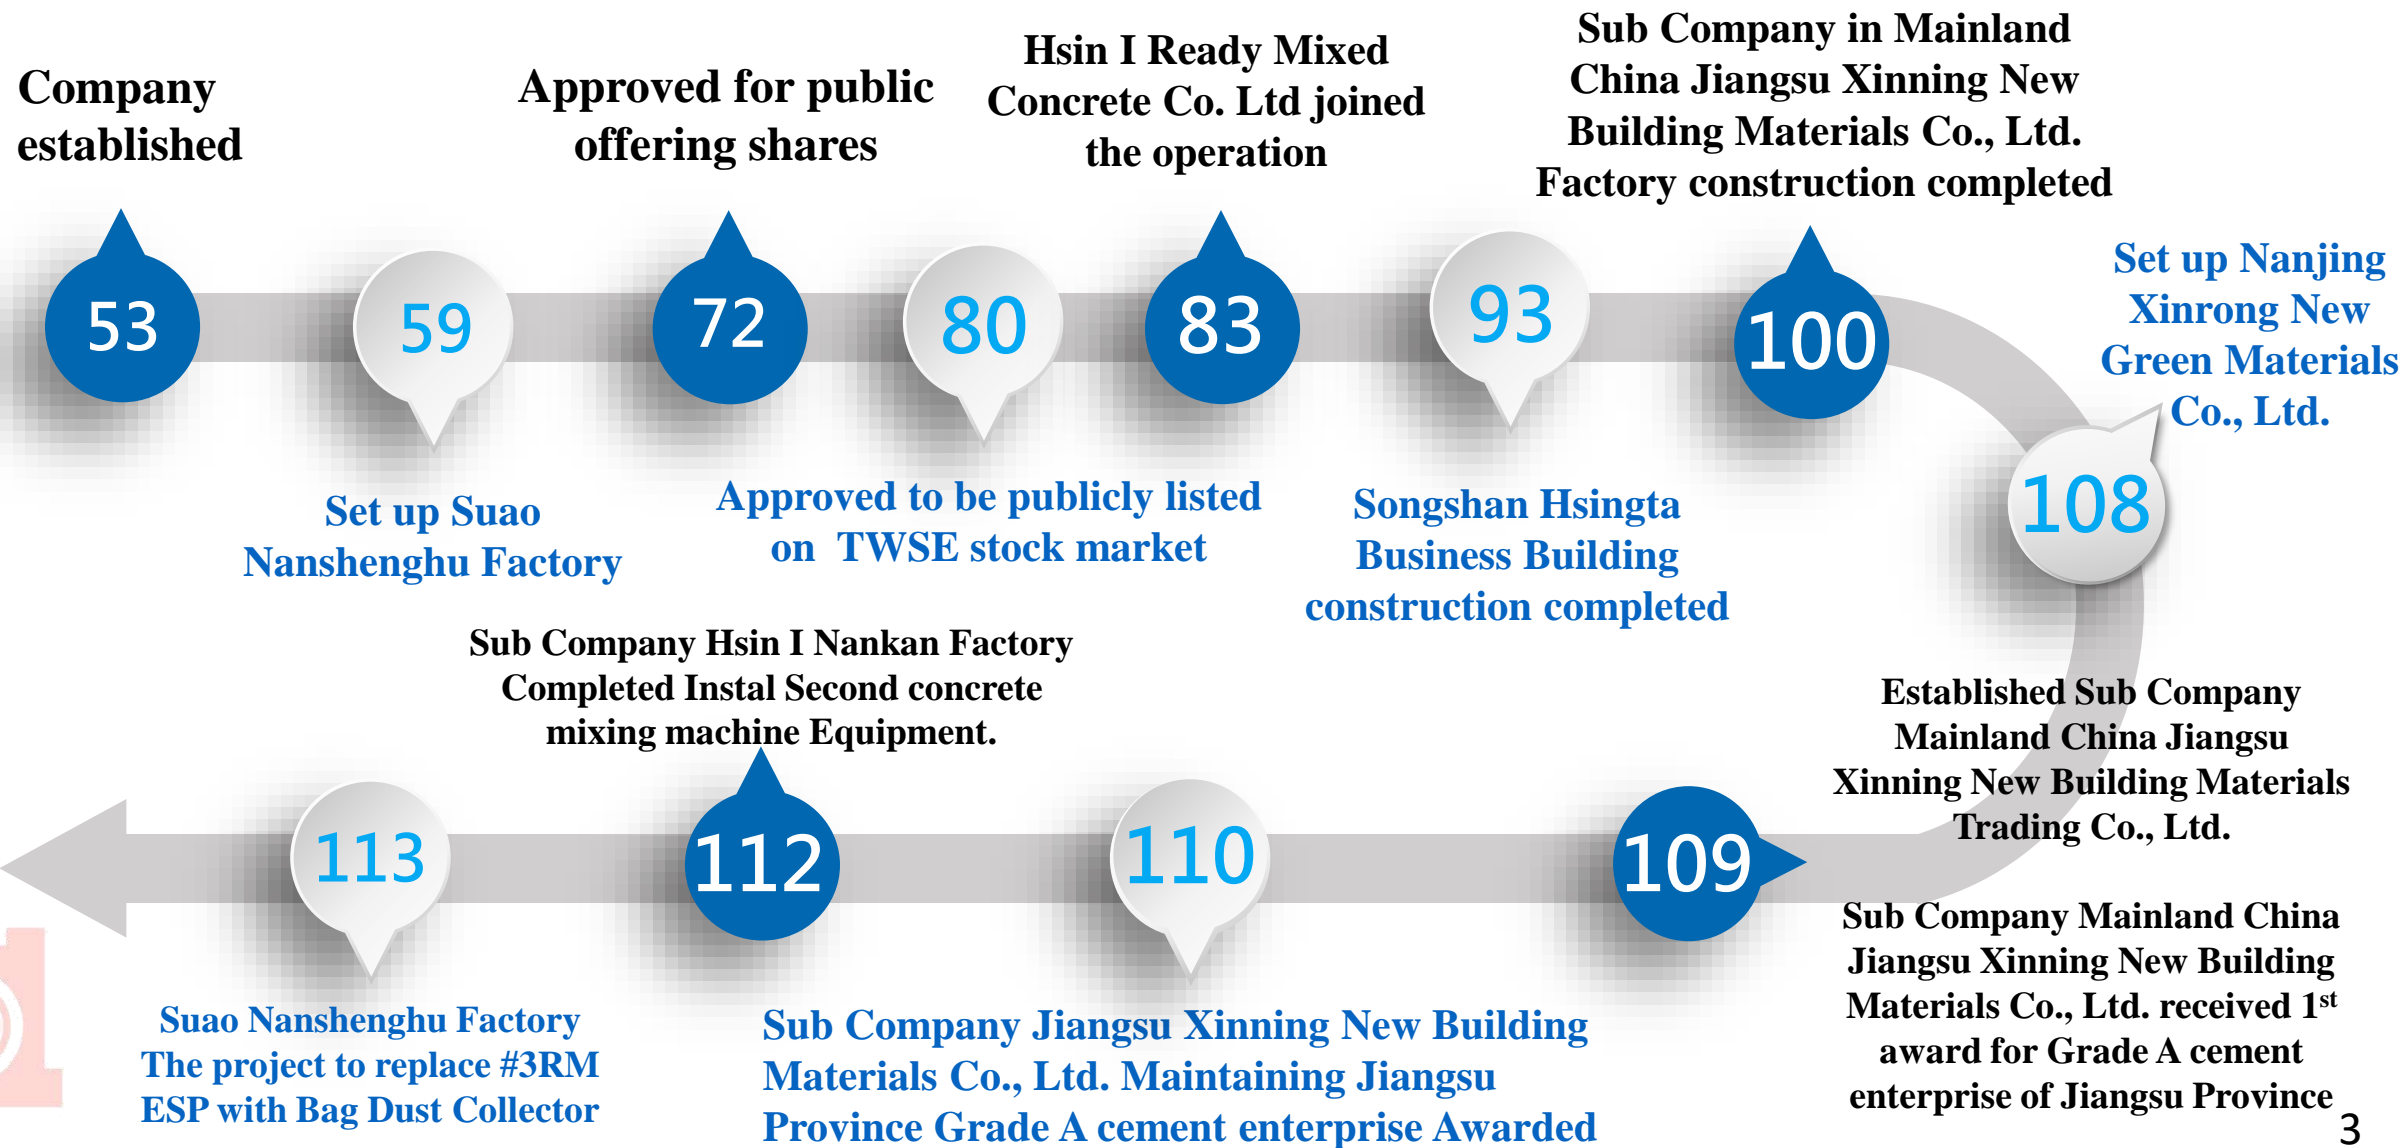 Company
established
Approved for public
offering shares
Hsin I Ready Mixed
Concrete Co. Ltd joined
the operation
Sub Company in Mainland
China Jiangsu Xinning New
Building Materials Co., Ltd.
Factory construction completed
53
59
72
80
83
93
100
Set up Nanjing
Xinrong New
Green Materials
Co., Ltd.
108
Set up Suao
Nanshenghu Factory
Approved to be publicly listed
on TWSE stock market
Songshan Hsingta
Business Building
construction completed
Established Sub Company
Mainland China Jiangsu
Xinning New Building Materials
Trading Co., Ltd.
109
Sub Company Mainland China
Jiangsu Xinning New Building
Materials Co., Ltd. received 1st
award for Grade A cement
enterprise of Jiangsu Province
110
Sub Company Jiangsu Xinning New Building
Materials Co., Ltd. Maintaining Jiangsu
Province Grade A cement enterprise Awarded
Sub Company Hsin I Nankan Factory
Completed Instal Second concrete
mixing machine Equipment.
112
113
Suao Nanshenghu Factory
The project to replace #3RM
ESP with Bag Dust Collector
3